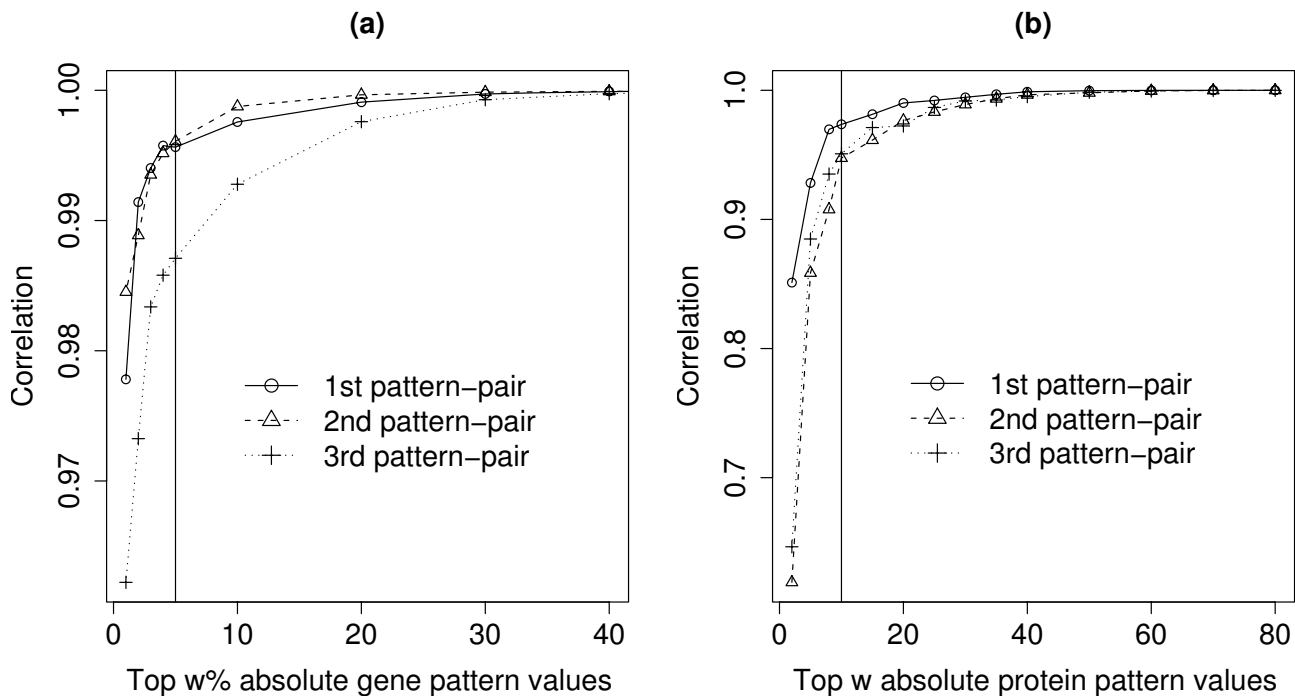 (a)
Correlation
1.00
0.99
0.98
0.97
1st pattern−pair
2nd pattern−pair
3rd pattern−pair
0 10 20 30 40
Top w% absolute gene pattern values
(b)
Correlation
1.0
0.9
0.8
0.7
1st pattern−pair
2nd pattern−pair
3rd pattern−pair
0 20 40 60 80
Top w absolute protein pattern values